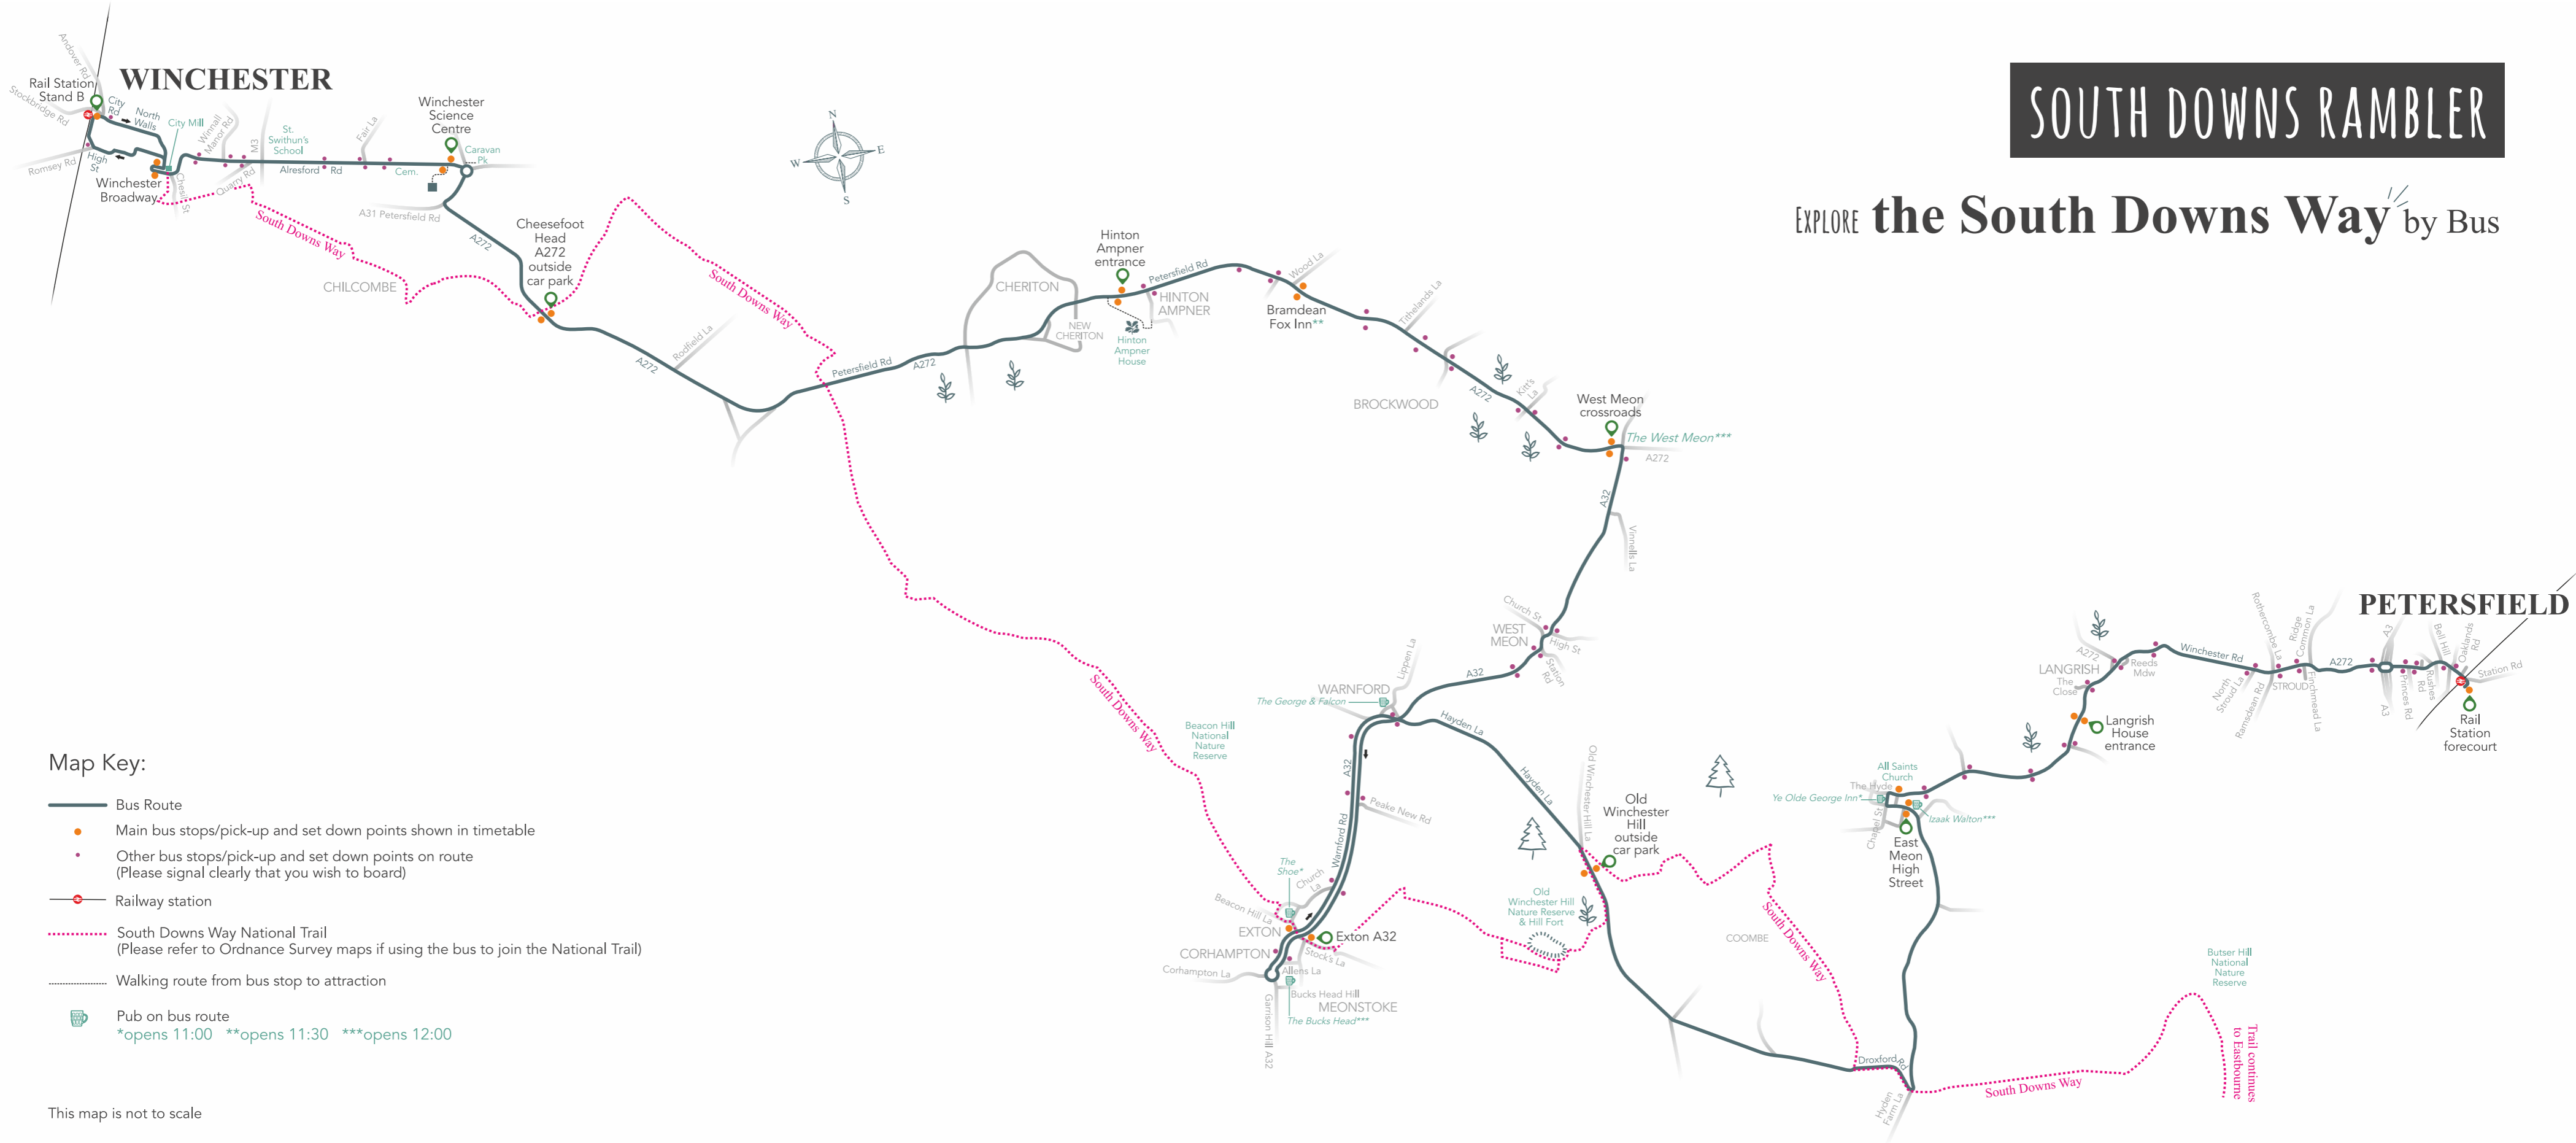 SOUTH DOWNS RAMBLER
EXPLORE the South Downs Way by Bus
WINCHESTER
Andover Rd
Rail Station
Stand B
Stockbridge Rd
City
Rd
North
Walls
City Mill
Romsey Rd
High
St
Winchester
Broadway
Chesil St
Winnall
Manor Rd
Quarry Rd
M3
St.
Swithun's
School
Alresford Rd
Fair La
Cem.
Winchester
Science
Centre
Caravan
Pk
A31 Petersfield Rd
A272
South Downs Way
CHILCOMBE
Cheesefoot
Head
A272
outside
car park
South Downs Way
A272
Rodfield La
Petersfield Rd
A272
CHERITON
NEW
CHERITON
Hinton
Ampner
entrance
Petersfield Rd
HINTON
AMPNER
Hinton
Ampner
House
N
E
S
W
Wood La
Bramdean
Fox Inn**
Tithelands La
BROCKWOOD
A272
Kitt's
La
West Meon
crossroads
The West Meon***
A272
A32
Vinnells La
Church St
WEST
MEON
High St
Station
Rd
A32
Lippen La
WARNFORD
The George & Falcon
Hayden La
Hayden La
A32
Peake New Rd
Warnford Rd
South Downs Way
Beacon Hill
National
Nature
Reserve
The
Shoe*
Church
La
Beacon Hill La
EXTON
Exton A32
CORHAMPTON
Stock's La
Corhampton La
Allens La
Bucks Head Hill
MEONSTOKE
The Bucks Head***
Garrison Hill A32
Old Winchester Hill La
Old
Winchester
Hill
outside
car park
Old
Winchester Hill
Nature Reserve
& Hill Fort
COOMBE
South Downs Way
Droxford Rd
Hyden
Farm La
South Downs Way
Butser Hill
National
Nature
Reserve
Trail continues
to Eastbourne
All Saints
Church
The Hyde
Ye Olde George Inn*
Chapel St
Izaak Walton***
East
Meon
High
Street
Langrish
House
entrance
LANGRISH
The
Close
A272
Reeds
Mdw
Winchester Rd
North
Stroud La
Ramsdean Rd
Rothercombe La
STROUD
Ridge
Common La
Finchmead La
A272
A3
A3
Princes Rd
Rushes
Rd
Bell Hill
Oaklands
Rd
PETERSFIELD
Station Rd
Rail
Station
forecourt
Map Key:
Bus Route
Main bus stops/pick-up and set down points shown in timetable
Other bus stops/pick-up and set down points on route
(Please signal clearly that you wish to board)
Railway station
South Downs Way National Trail
(Please refer to Ordnance Survey maps if using the bus to join the National Trail)
Walking route from bus stop to attraction
Pub on bus route
*opens 11:00 **opens 11:30 ***opens 12:00
This map is not to scale